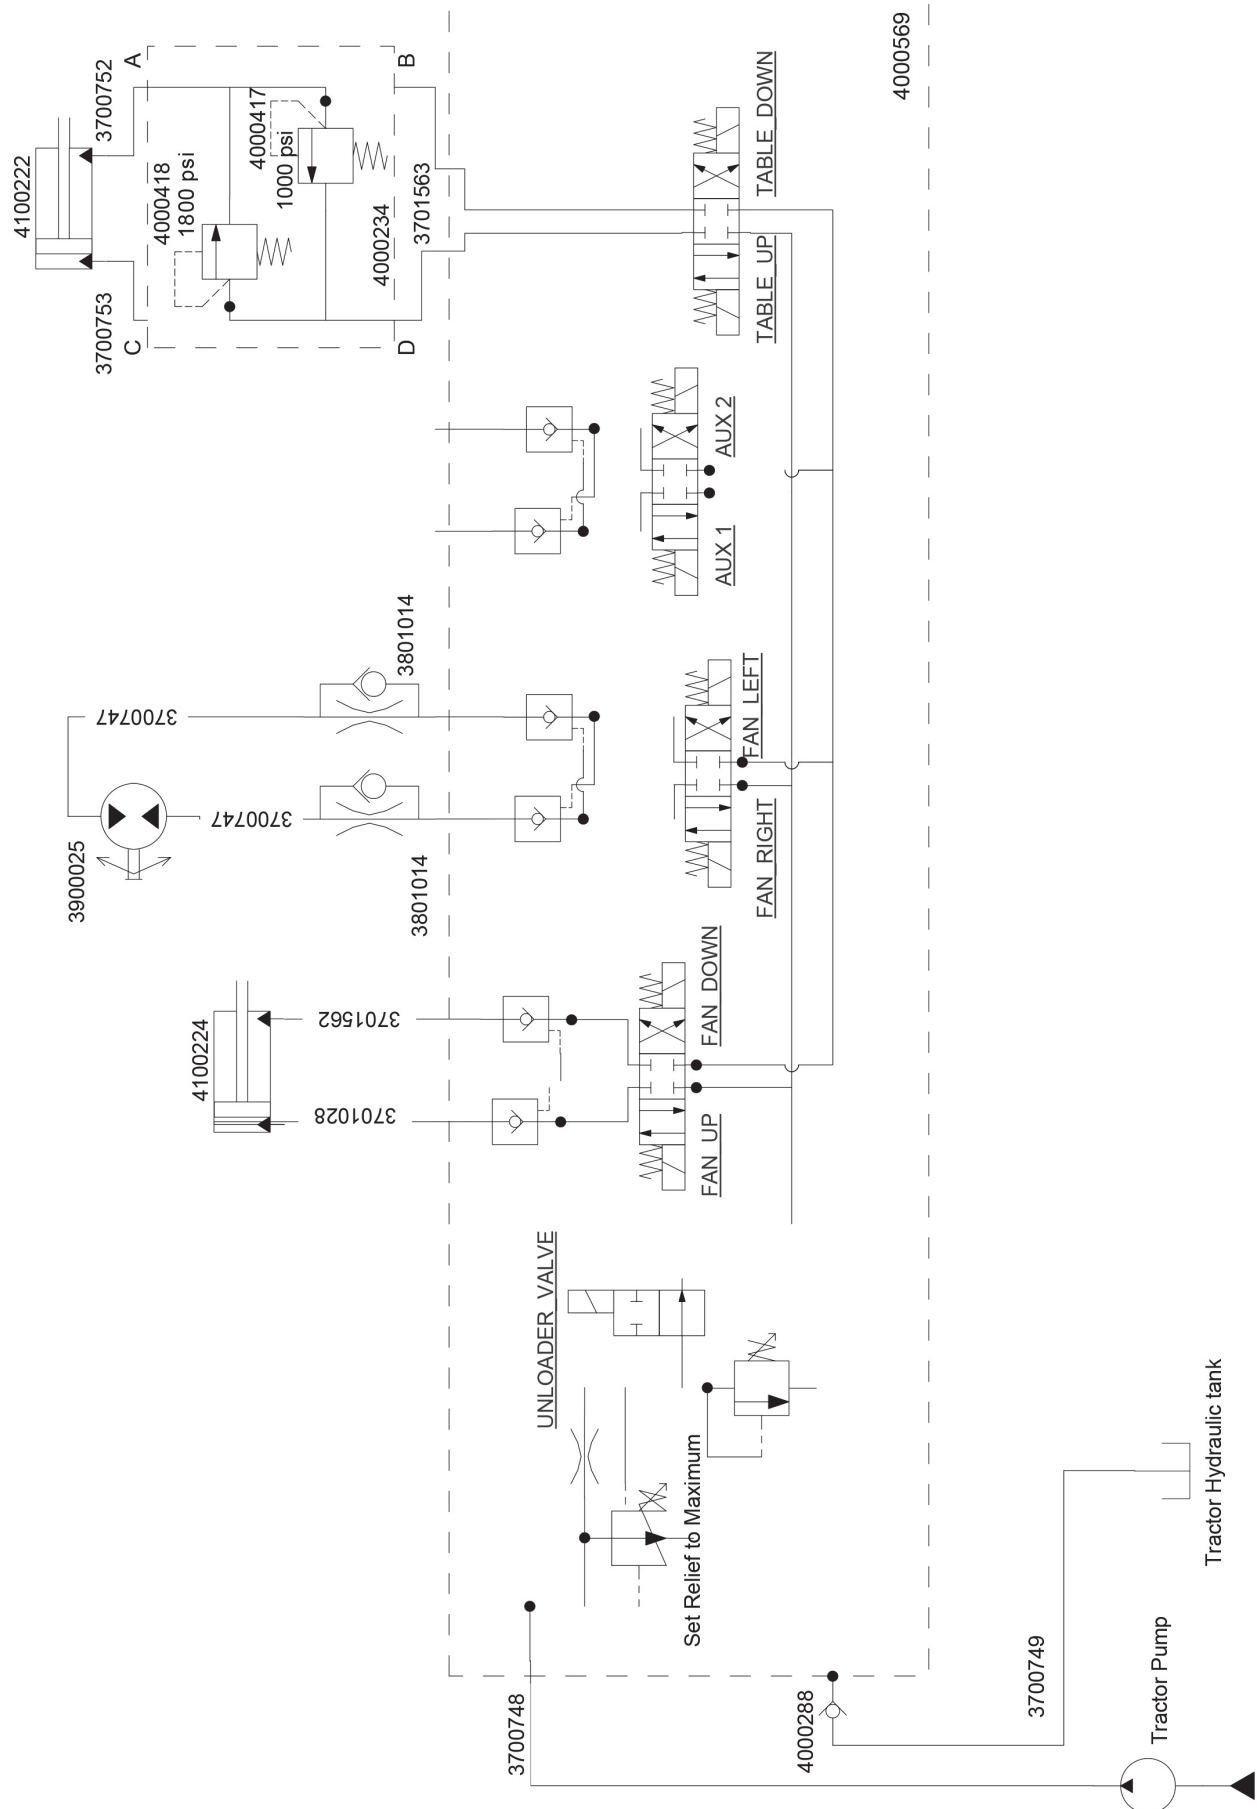 4100222
3700752
3700753
A
B
C
D
4000418
1800 psi
4000417
1000 psi
4000234
3701563
4000569
TABLE DOWN
TABLE UP
AUX 2
AUX 1
3700747
3700747
3900025
3801014
3801014
FAN LEFT
FAN RIGHT
4100224
3701562
3701028
FAN DOWN
FAN UP
UNLOADER VALVE
Set Relief to Maximum
3700748
4000288
3700749
Tractor Pump
Tractor Hydraulic tank